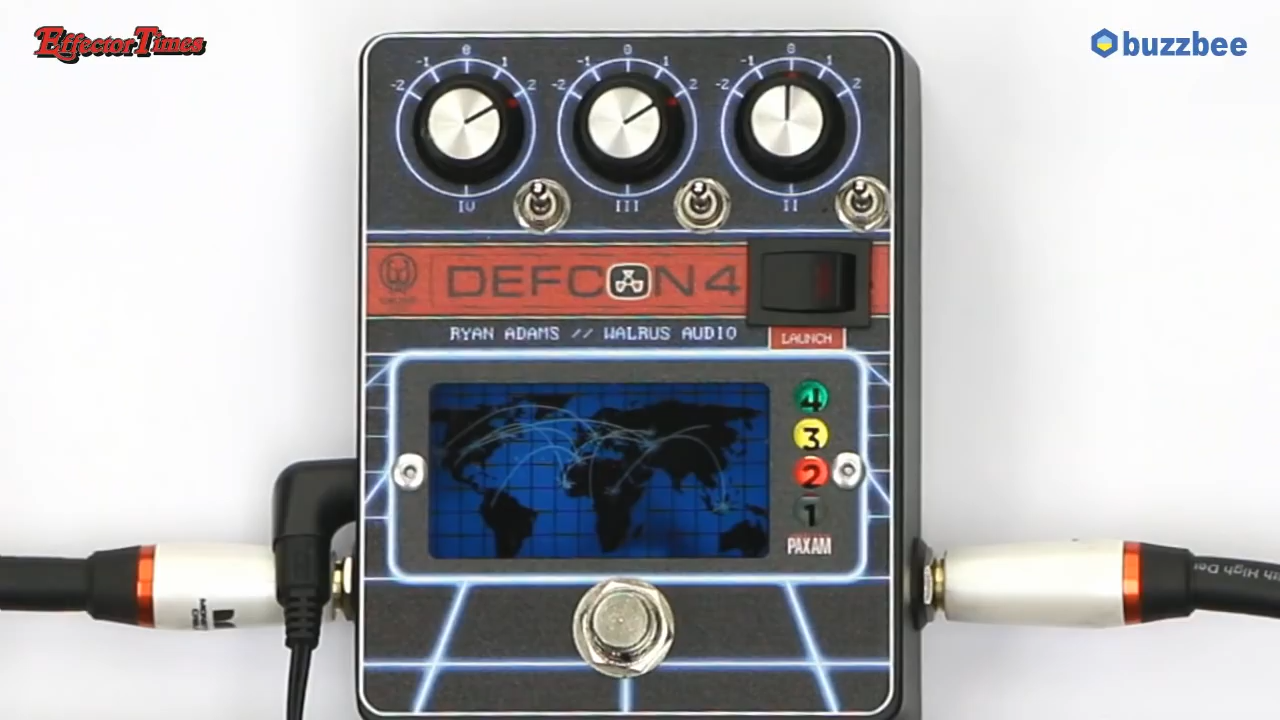 Effector Times
buzzbee
0 0 0
-1 1 -1 1 -1 1
-2 2 -2 2 -2 2
IV III II
DEFCON4
RYAN ADAMS // WALRUS AUDIO
LAUNCH
4
3
2
1
PAXAM